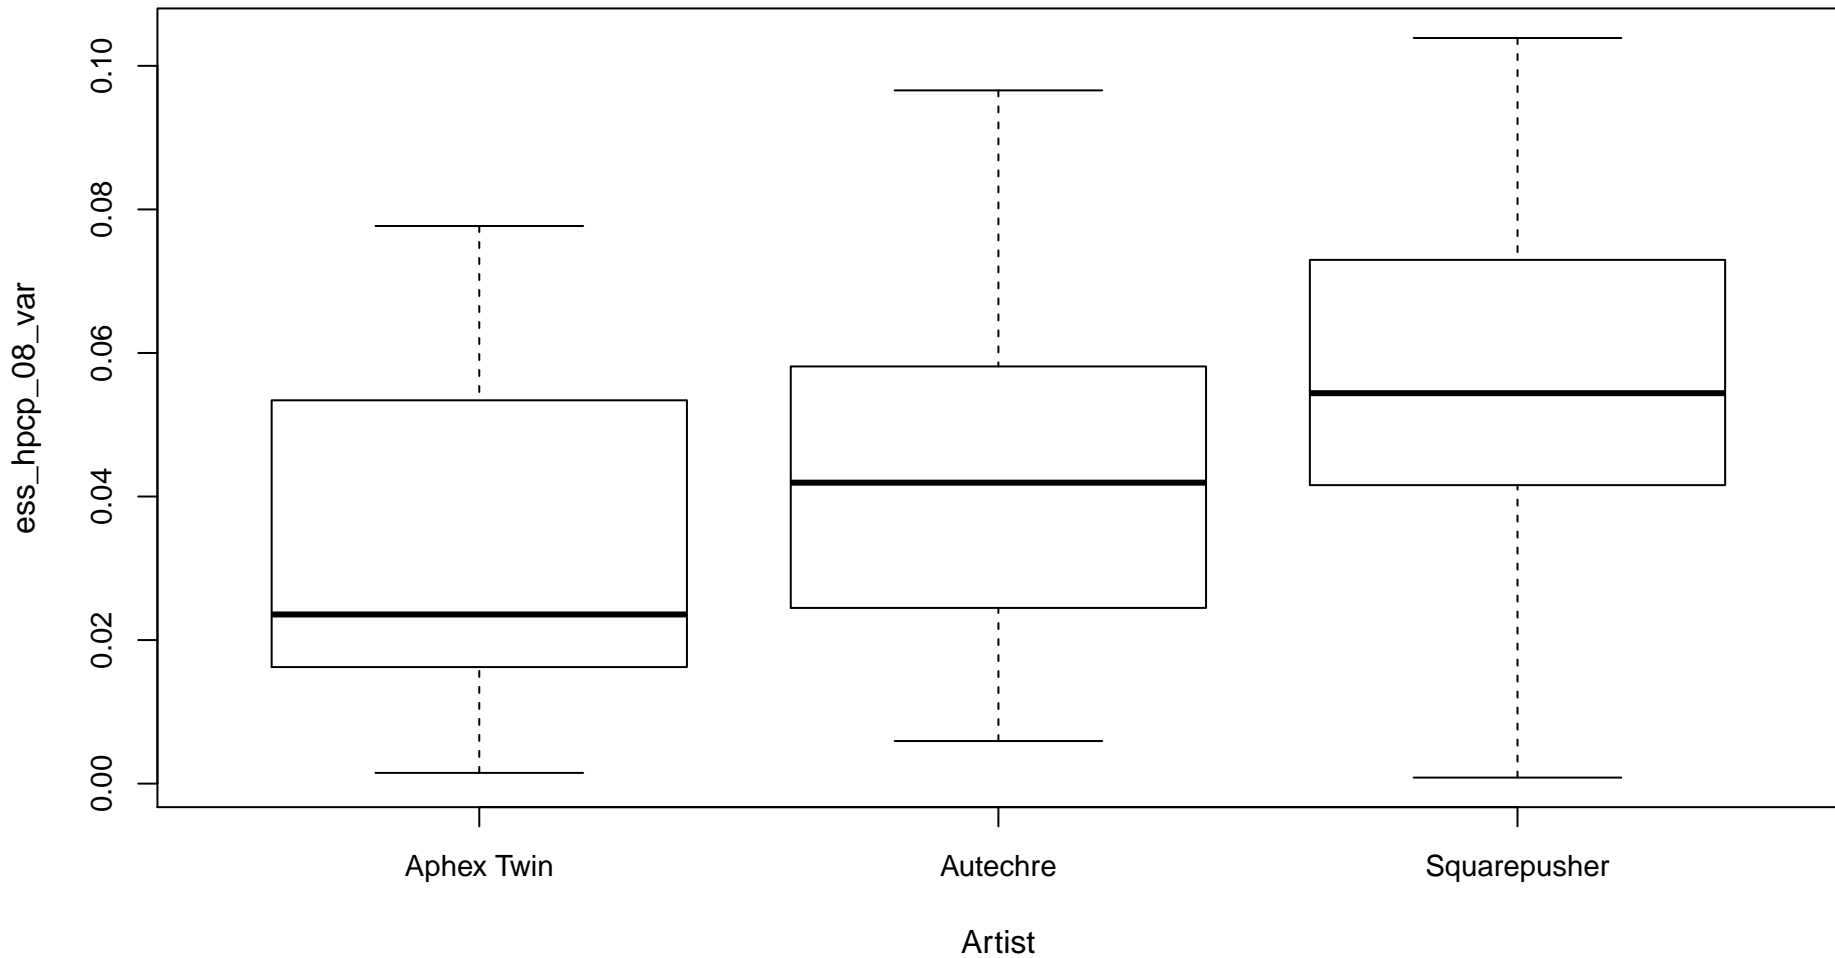 ess_hpcp_08_var
0.10
0.08
0.06
0.04
0.02
0.00
Aphex Twin
Autechre
Squarepusher
Artist